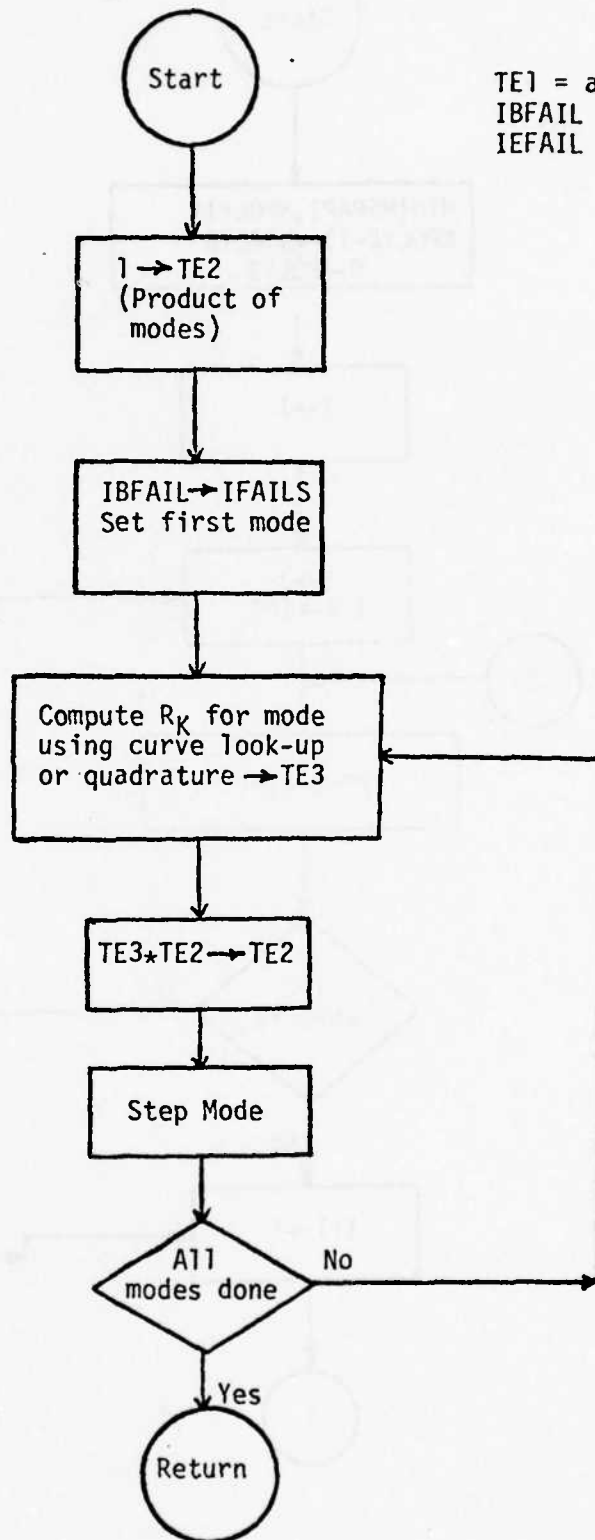 Start
TE1 = a
IBFAIL
IEFAIL
1 → TE2
(Product of
modes)
IBFAIL → IFAILS
Set first mode
Compute R_K for mode
using curve look-up
or quadrature → TE3
TE3*TE2 → TE2
Step Mode
All
modes done
No
Yes
Return